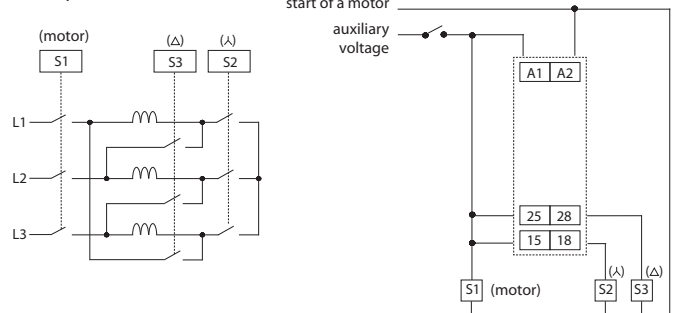 start of a motor
auxiliary
voltage
(motor)
(△)
(⅄)
S1
S3
S2
A1 A2
L1
L2
L3
25 28
15 18
(⅄)
(△)
S1
(motor)
S2
S3